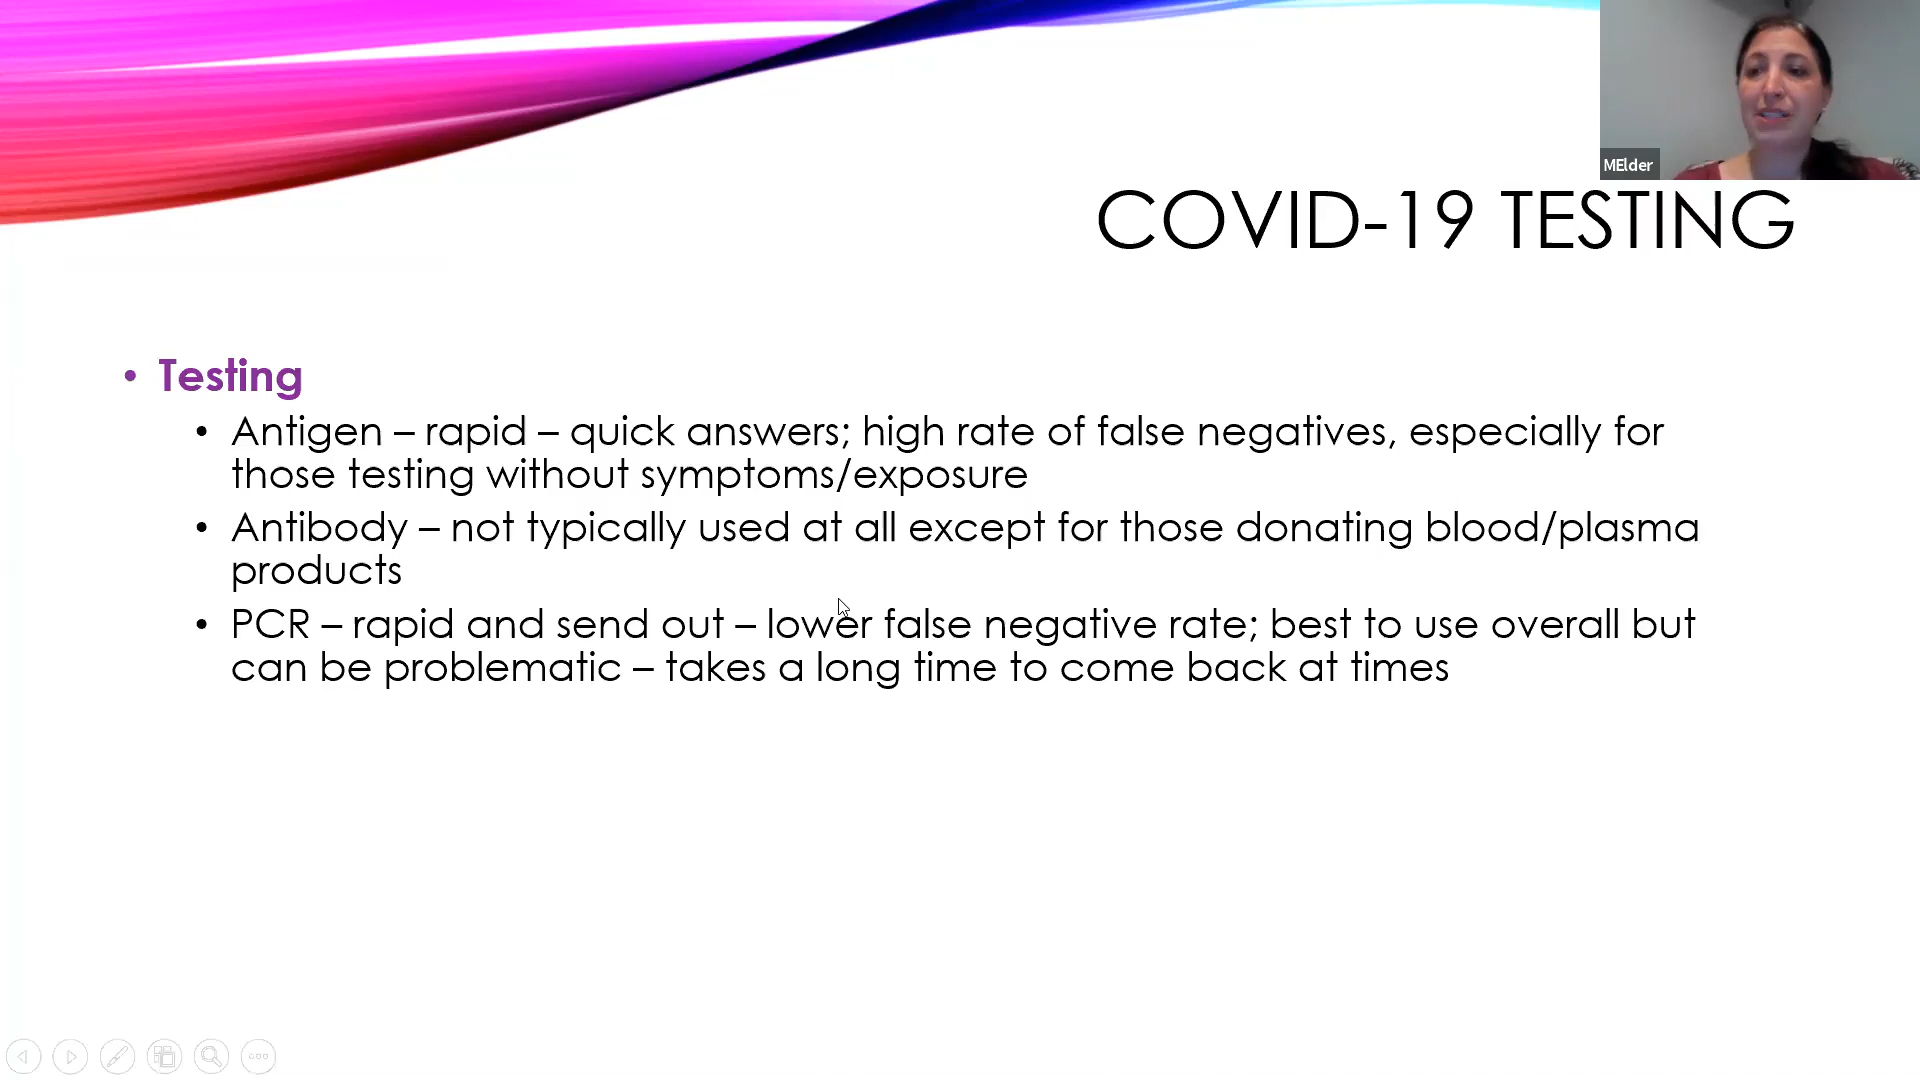 MElder
COVID-19 TESTING
• Testing
• Antigen – rapid – quick answers; high rate of false negatives, especially for
those testing without symptoms/exposure
• Antibody – not typically used at all except for those donating blood/plasma
products
• PCR – rapid and send out – lower false negative rate; best to use overall but
can be problematic – takes a long time to come back at times